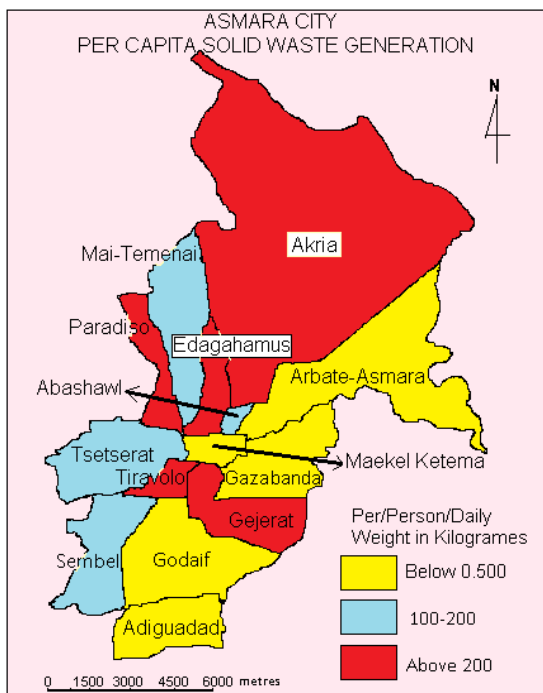 ASMARA CITY
PER CAPITA SOLID WASTE GENERATION
N
Akria
Mai-Temenai
Paradiso
Edagahamus
Abashawl
Arbate-Asmara
Tsetserat
Maekel Ketema
Tiravolo
Gazabanda
Gejerat
Sembel
Godaif
Adiguadad
Per/Person/Daily
Weight in Kilogrames
Below 0.500
100-200
Above 200
0 1500 3000 4500 6000 metres